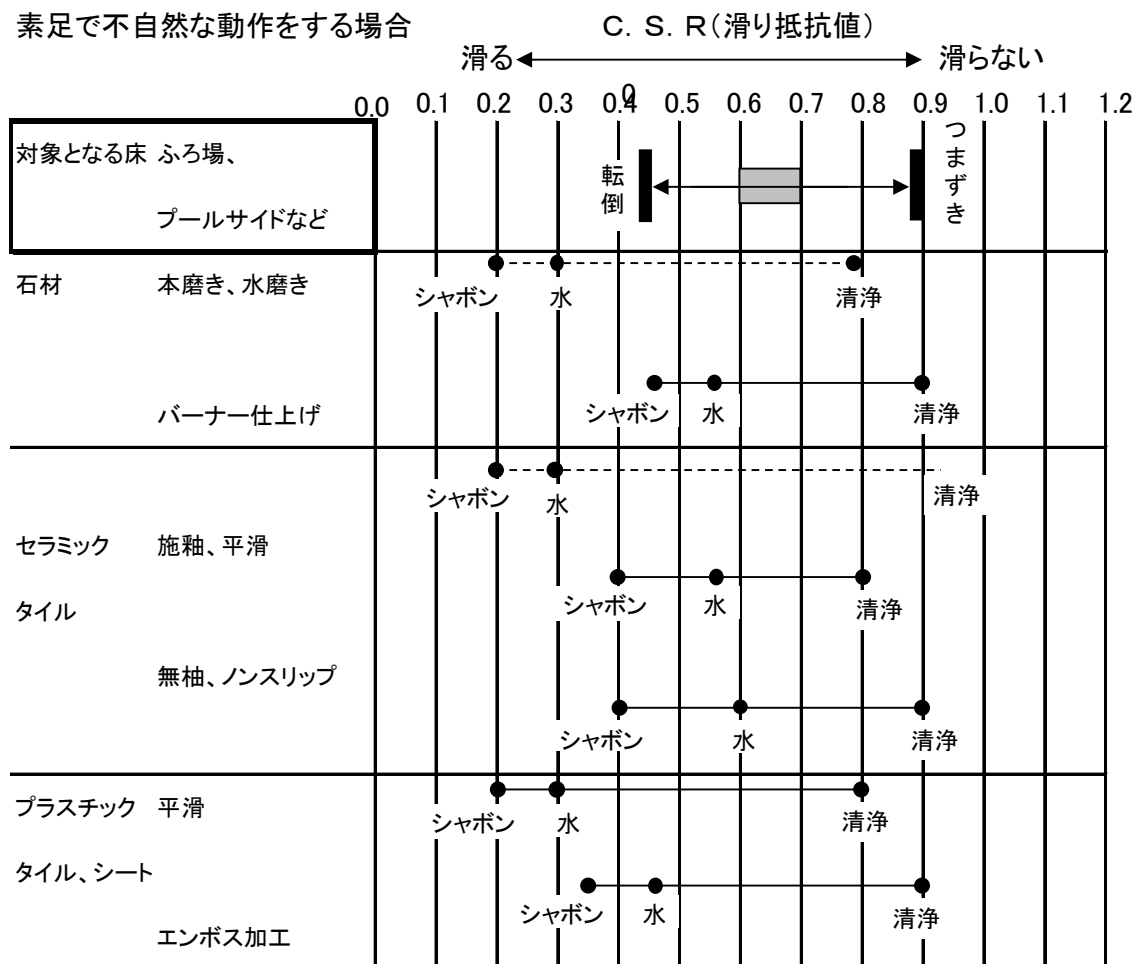 素足で不自然な動作をする場合
C. S. R(滑り抵抗値)
滑る 滑らない
0
0.0 0.1 0.2 0.3 0.4 0.5 0.6 0.7 0.8 0.9 1.0 1.1 1.2
対象となる床 ふろ場、
プールサイドなど
転倒
つまずき
石材 本磨き、水磨き
シャボン 水 清浄
バーナー仕上げ
シャボン 水 清浄
シャボン 水 清浄
セラミック 施釉、平滑
シャボン 水 清浄
タイル
無柚、ノンスリップ
シャボン 水 清浄
プラスチック 平滑
シャボン 水 清浄
タイル、シート
シャボン 水 清浄
エンボス加工